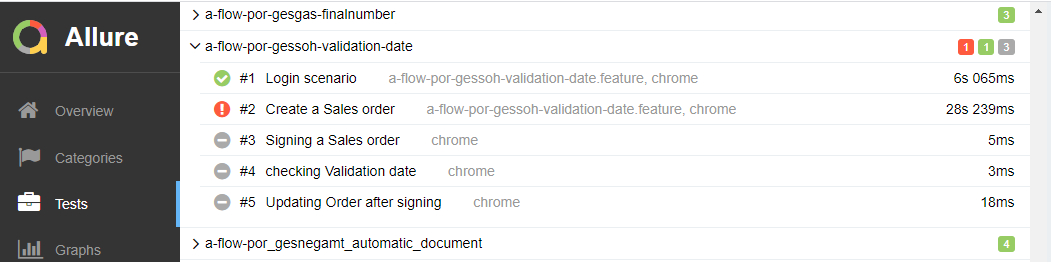 a-flow-por-gesgas-finalnumber 3
Allure
a-flow-por-gessoh-validation-date 1 1 3
#1 Login scenario a-flow-por-gessoh-validation-date.feature, chrome 6s 065ms
Overview
#2 Create a Sales order a-flow-por-gessoh-validation-date.feature, chrome 28s 239ms
#3 Signing a Sales order chrome 5ms
Categories
#4 checking Validation date chrome 3ms
Tests
#5 Updating Order after signing chrome 18ms
Graphs
a-flow-por_gesnegamt_automatic_document 4